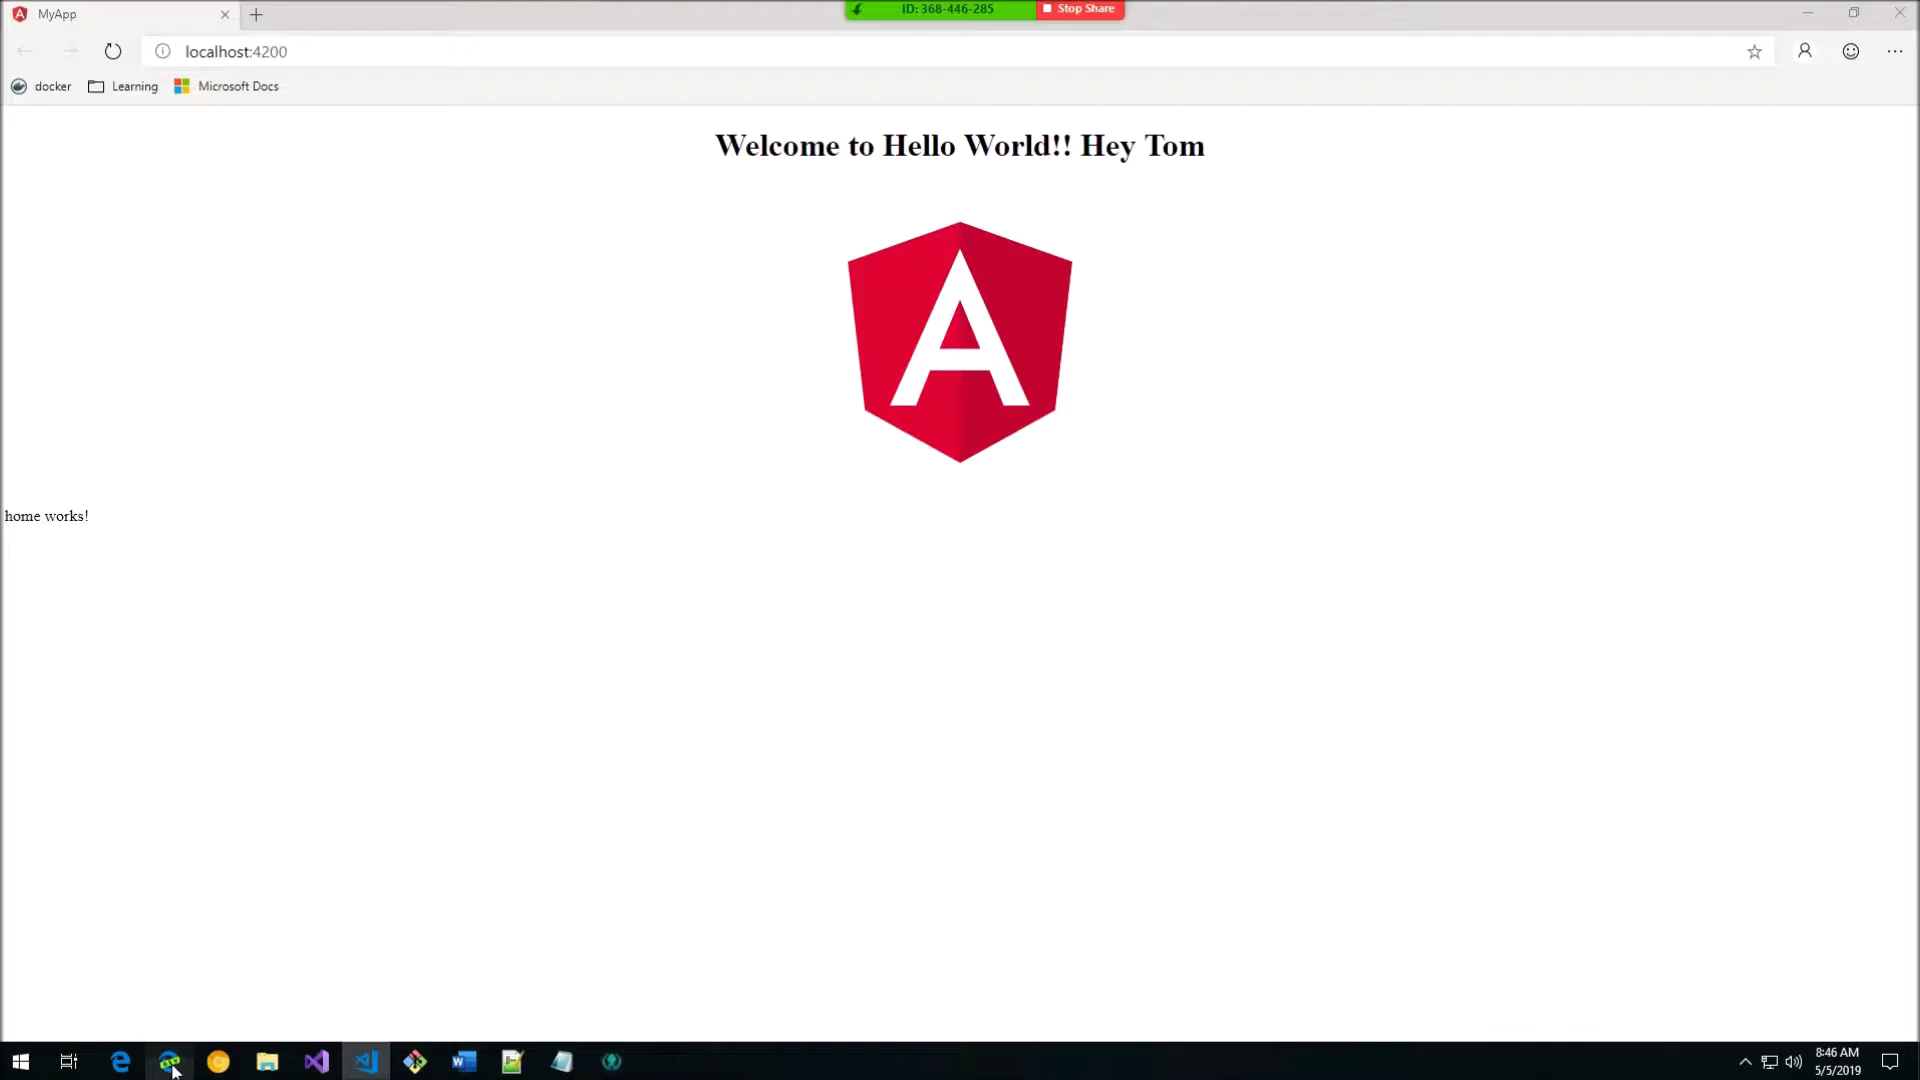 MyApp
ID: 368-446-285
Stop Share
localhost:4200
docker
Learning
Microsoft Docs
Welcome to Hello World!! Hey Tom
A
home works!
8:46 AM
5/5/2019